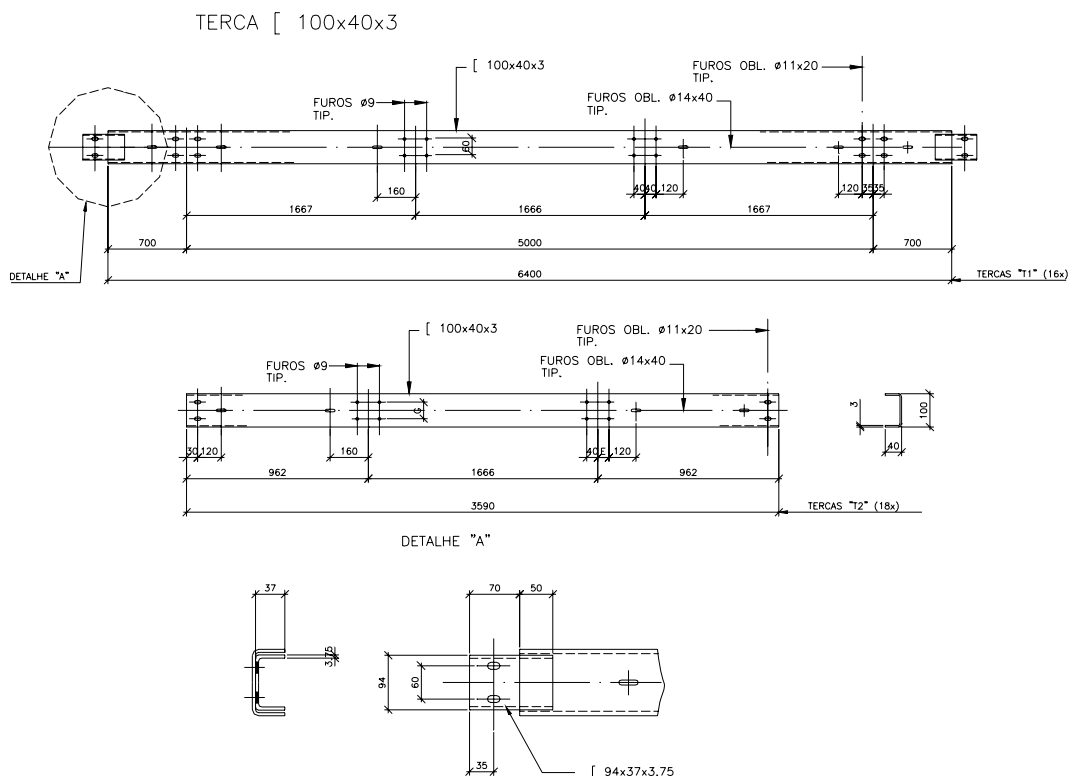 TERCA [ 100x40x3
[ 100x40x3
FUROS OBL. ø11x20
TIP.
FUROS ø9
TIP.
FUROS OBL. ø14x40
TIP.
60
160
40
40
120
120
35
35
1667
1666
1667
700
5000
700
DETALHE "A"
6400
TERCAS "T1" (16x)
[ 100x40x3
FUROS OBL. ø11x20
TIP.
FUROS ø9
TIP.
FUROS OBL. ø14x40
TIP.
G
3
100
40
30
120
160
40
E
120
962
1666
962
3590
TERCAS "T2" (18x)
DETALHE "A"
37
3,75
70
50
94
60
35
[ 94x37x3.75